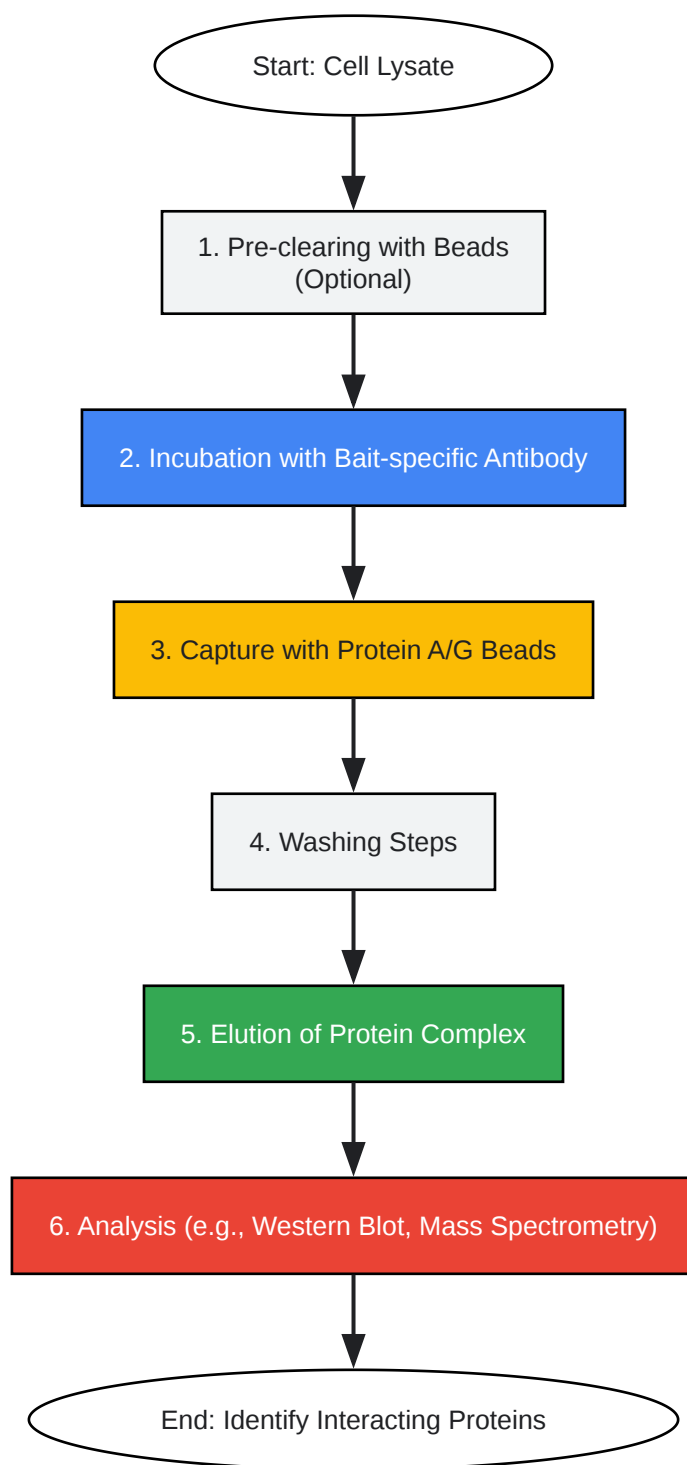 Start: Cell Lysate
1. Pre-clearing with Beads
(Optional)
2. Incubation with Bait-specific Antibody
3. Capture with Protein A/G Beads
4. Washing Steps
5. Elution of Protein Complex
6. Analysis (e.g., Western Blot, Mass Spectrometry)
End: Identify Interacting Proteins